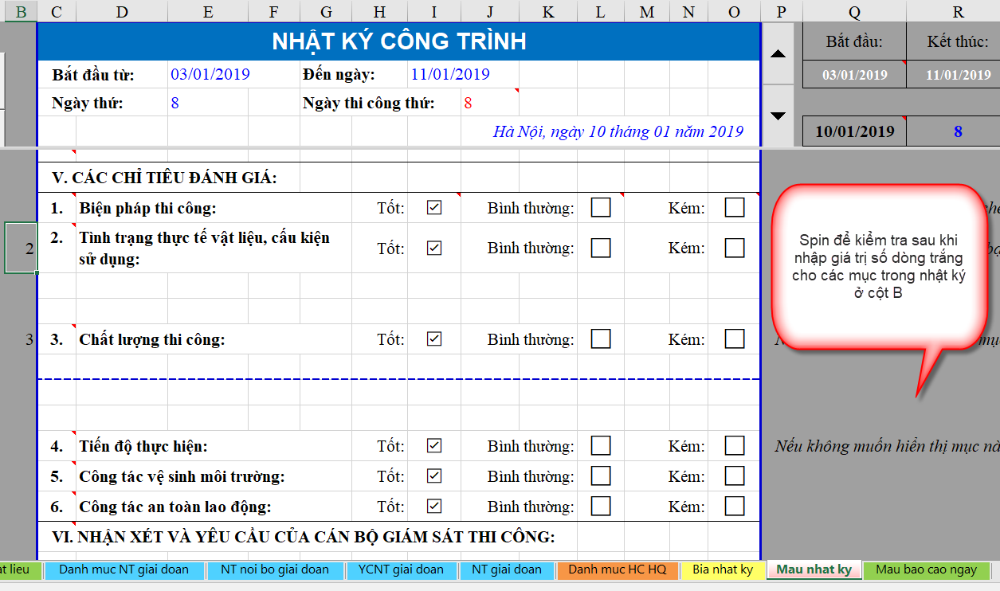 B C D E F G H I J K L M N O P Q R
NHẬT KÝ CÔNG TRÌNH
Bắt đầu: Kết thúc:
Bắt đầu từ: 03/01/2019 Đến ngày: 11/01/2019
03/01/2019 11/01/2019
Ngày thứ: 8 Ngày thi công thứ: 8
Hà Nội, ngày 10 tháng 01 năm 2019
10/01/2019 8
V. CÁC CHỈ TIÊU ĐÁNH GIÁ:
1. Biện pháp thi công: Tốt: Bình thường: Kém:
2
2. Tình trạng thực tế vật liệu, cấu kiện
sử dụng:
Tốt: Bình thường: Kém:
Spin để kiểm tra sau khi
nhập giá trị số dòng trắng
cho các mục trong nhật ký
ở cột B
3
3. Chất lượng thi công: Tốt: Bình thường: Kém:
4. Tiến độ thực hiện: Tốt: Bình thường: Kém:
Nếu không muốn hiển thị mục
5. Công tác vệ sinh môi trường: Tốt: Bình thường: Kém:
6. Công tác an toàn lao động: Tốt: Bình thường: Kém:
VI. NHẬN XÉT VÀ YÊU CẦU CỦA CÁN BỘ GIÁM SÁT THI CÔNG:
lieu Danh muc NT giai doan NT noi bo giai doan YCNT giai doan NT giai doan Danh muc HC HQ Bia nhat ky Mau nhat ky Mau bao cao ngay